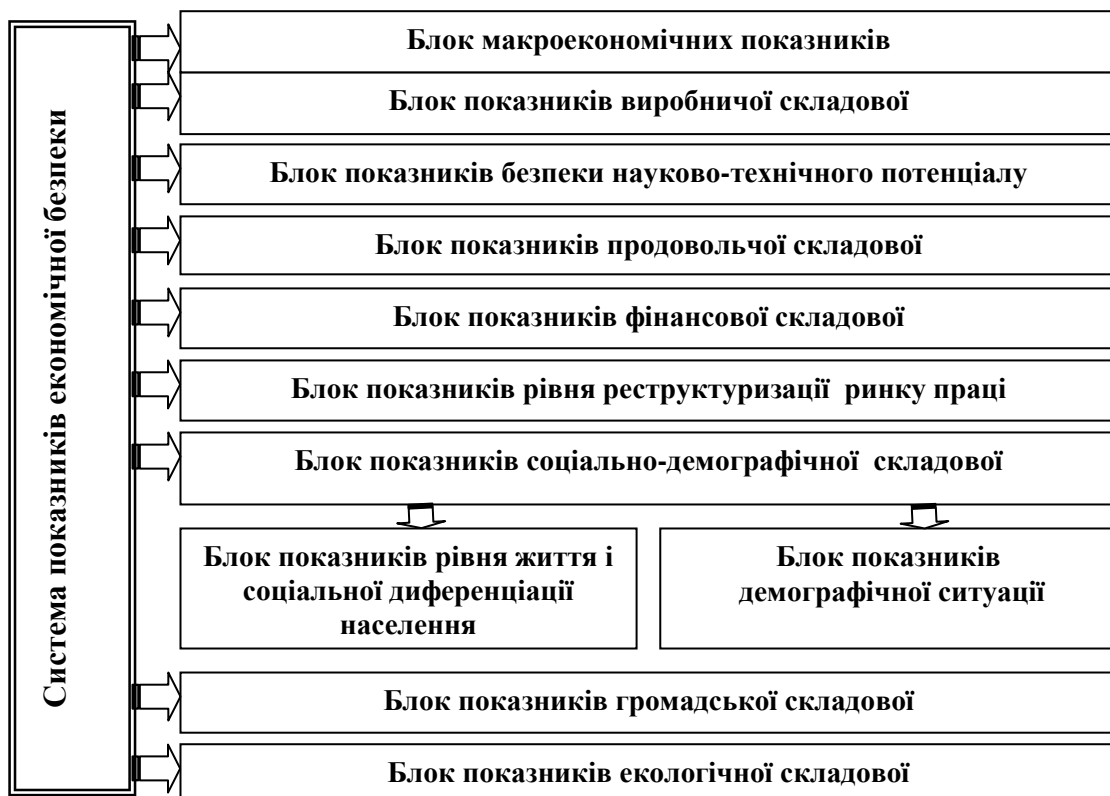 Система показників економічної безпеки
Блок макроекономічних показників
Блок показників виробничої складової
Блок показників безпеки науково-технічного потенціалу
Блок показників продовольчої складової
Блок показників фінансової складової
Блок показників рівня реструктуризації ринку праці
Блок показників соціально-демографічної складової
Блок показників рівня життя і
соціальної диференціації
населення
Блок показників
демографічної ситуації
Блок показників громадської складової
Блок показників екологічної складової